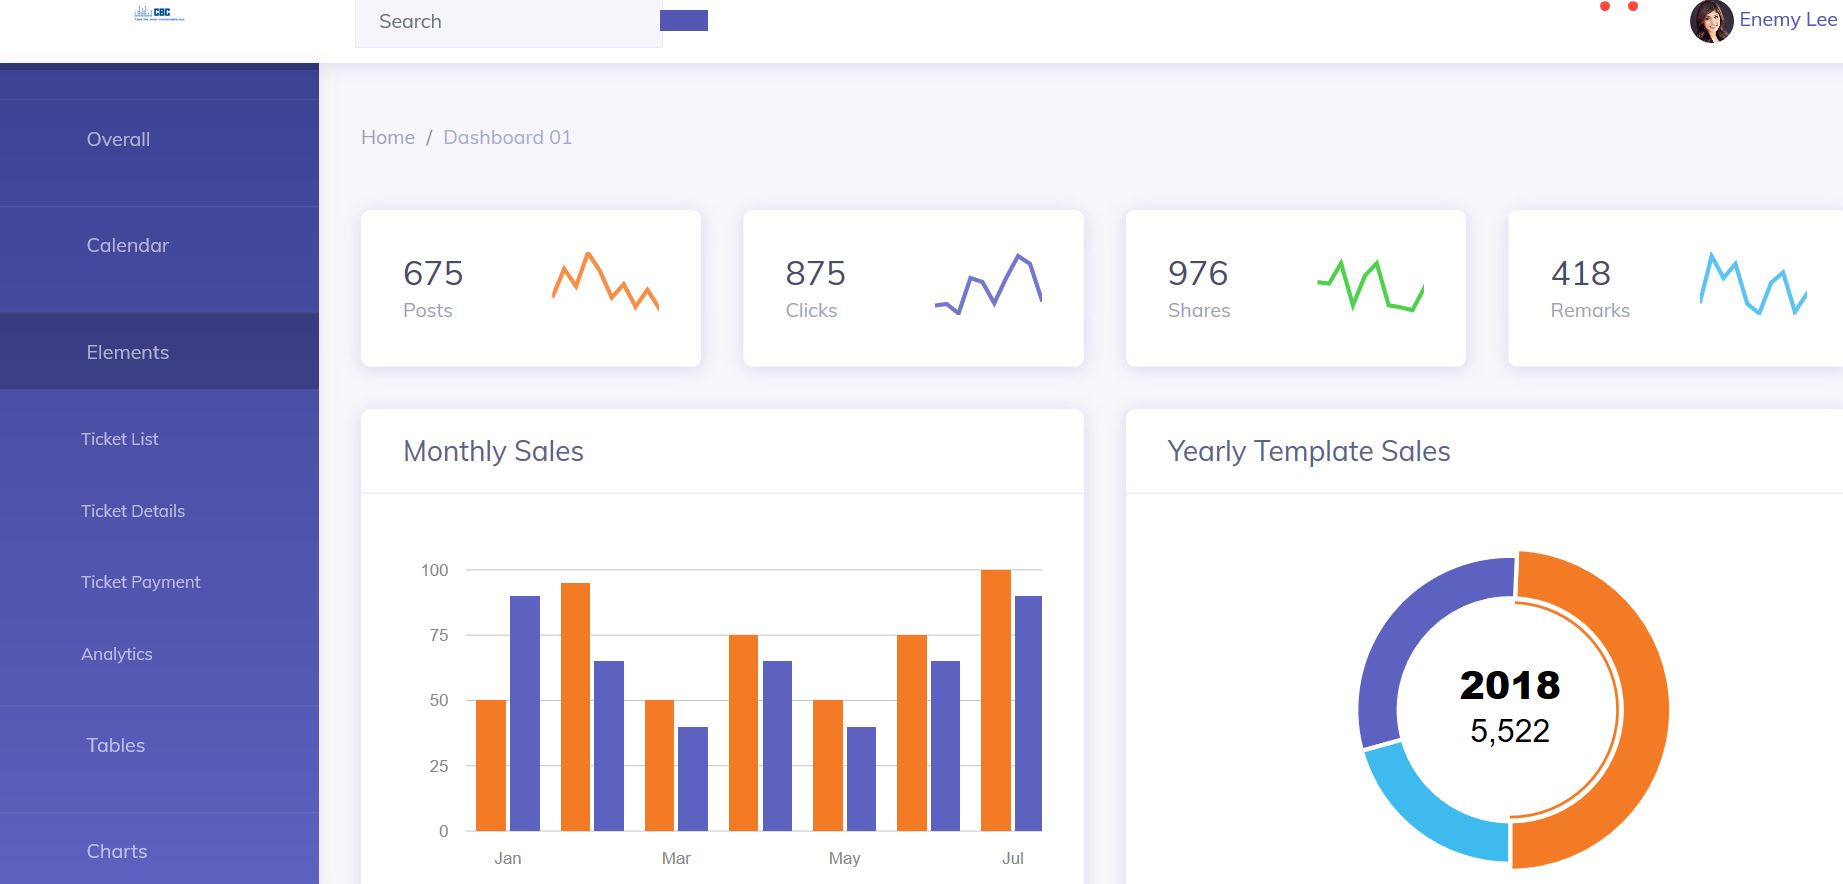 CBC
Search
Enemy Lee
Home / Dashboard 01
Overall
Calendar
Elements
Ticket List
Ticket Details
Ticket Payment
Analytics
Tables
Charts
675
Posts
875
Clicks
976
Shares
418
Remarks
Monthly Sales
100
75
50
25
0
Jan Mar May Jul
Yearly Template Sales
2018
5,522